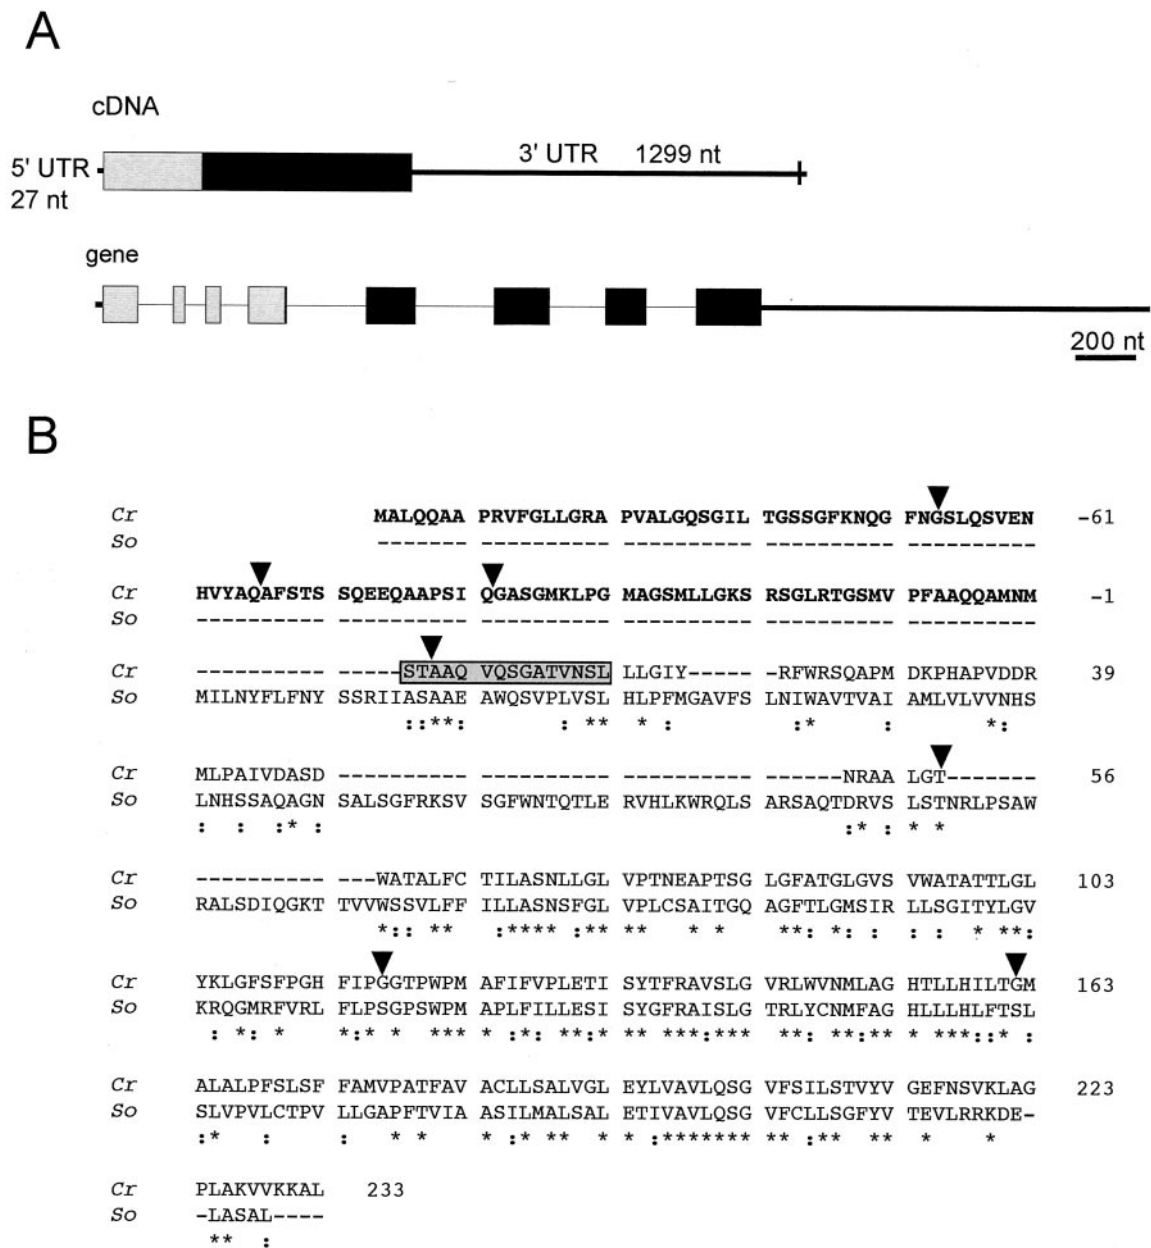 A
cDNA
5' UTR
27 nt
3' UTR 1299 nt
gene
200 nt
B
Cr MALQQAA PRVFGLLGRA PVALGQSGIL TGSSGFKNQG FNGSLQSVEN -61
So ------- ---------- ---------- ---------- ----------
Cr HVYAQAFSTS SQEEQAAPSI QGASGMKLPG MAGSMLLGKS RSGLRTGSMV PFAAQQAMNM -1
So ---------- ---------- ---------- ---------- ---------- ----------
Cr ---------- -----STAAQ VQSGATVNSL LLGIY----- -RFWRSQAPM DKPHAPVDDR 39
So MILNYFLFNY SSRIIASAAE AWQSVPLVSL HLPFMGAVFS LNIWAVTVAI AMLVLVVNHS
::**: : ** * : :* : *:
Cr MLPAIVDASD ---------- ---------- ---------- ------NRAA LGT------- 56
So LNHSSAQAGN SALSGFRKSV SGFWNTQTLE RVHLKWRQLS ARSAQTDRVS LSTNRLPSAW
: : :* : :* : * *
Cr ---------- ---WATALFC TILASNLLGL VPTNEAPTSG LGFATGLGVS VWATATTLGL 103
So RALSDIQGKT TVVWSSVLFF ILLASNSFGL VPLCSAITGQ AGFTLGMSIR LLSGITYLGV
*:: ** :**** :** ** * * **: *: : : : * **:
Cr YKLGFSFPGH FIPGGTPWPM AFIFVPLETI SYTFRAVSLG VRLWVNMLAG HTLLHILTGM 163
So KRQGMRFVRL FLPSGPSWPM APLFILLESI SYGFRAISLG TRLYCNMFAG HLLLHLFTSL
: *: * *:* * *** * :*: **:* ** ***:*** **: **:** * ***::* :
Cr ALALPFSLSF FAMVPATFAV ACLLSALVGL EYLVAVLQSG VFSILSTVYV GEFNSVKLAG 223
So SLVPVLCTPV LLGAPFTVIA ASILMALSAL ETIVAVLQSG VFCLLSGFYV TEVLRRKDE-
:* : : * * * :* ** * * :******* ** :** ** * *
Cr PLAKVVKKAL 233
So -LASAL----
** :